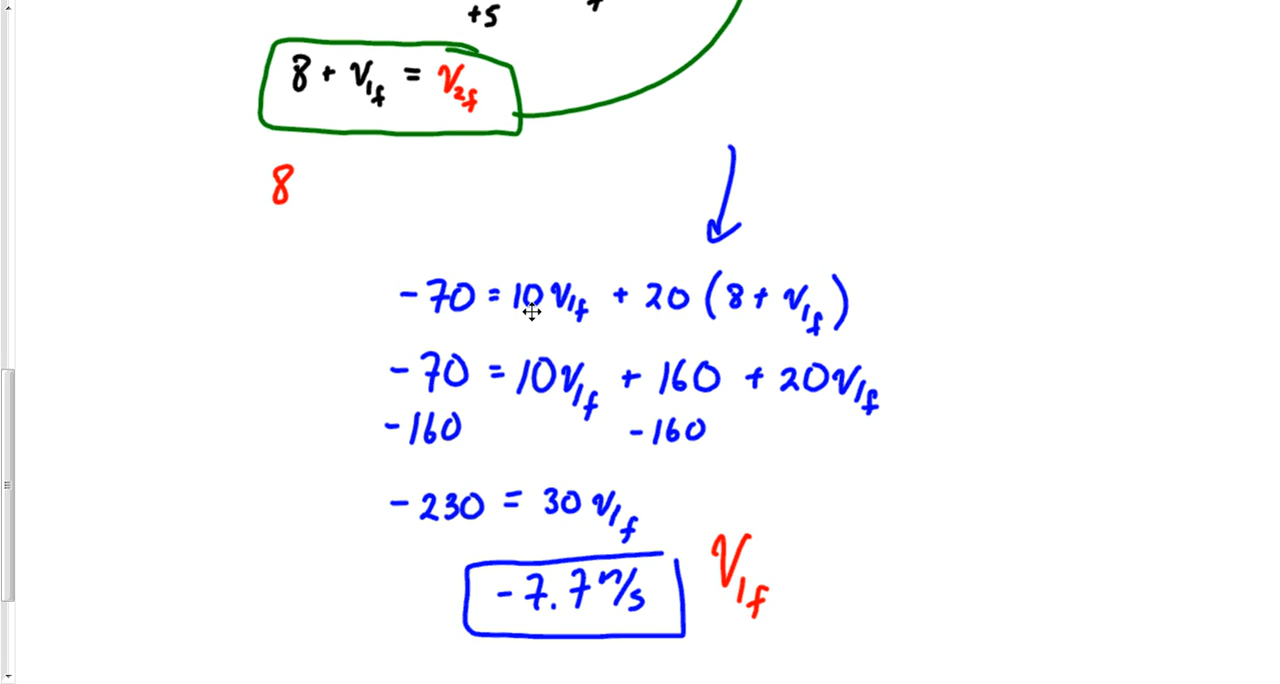 +5
8 + V1f = V2f
8
-70 = 10V1f + 20(8 + V1f)
-70 = 10V1f + 160 + 20V1f
-160 -160
-230 = 30V1f
-7.7 m/s V1f